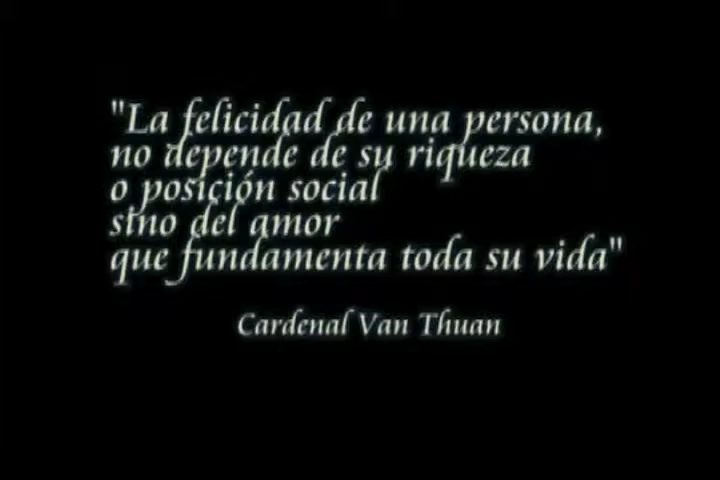 "La felicidad de una persona,
no depende de su riqueza
o posición social
sino del amor
que fundamenta toda su vida"
Cardenal Van Thuan